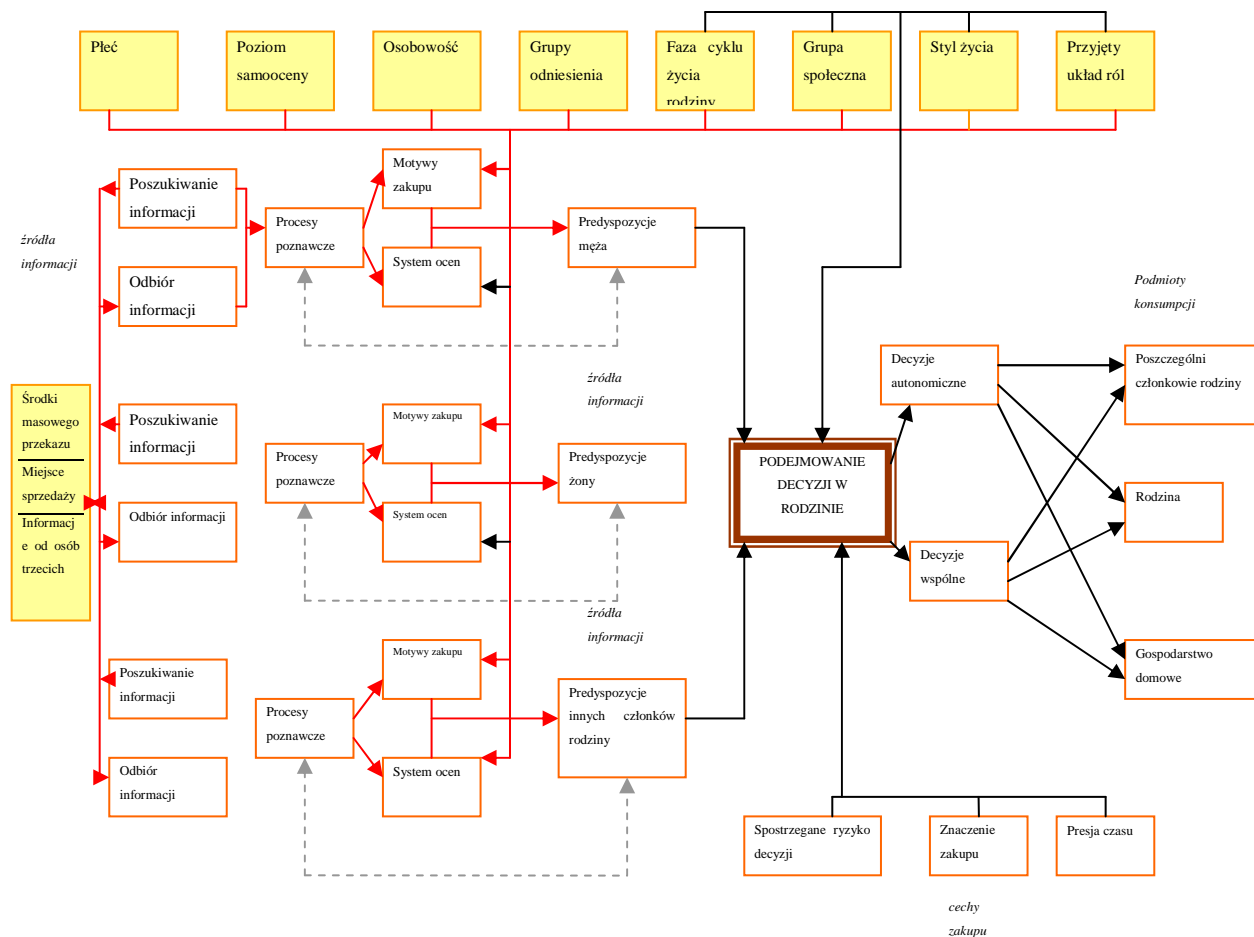 Płeć
Poziom
samooceny
Osobowość
Grupy
odniesienia
Faza cyklu
życia
rodziny
Grupa
społeczna
Styl życia
Przyjęty
układ ról
źródła
informacji
Poszukiwanie
informacji
Odbiór
informacji
Procesy
poznawcze
Motywy
zakupu
System ocen
Predyspozycje
męża
Środki
masowego
przekazu
Miejsce
sprzedaży
Informacj
e od osób
trzecich
Poszukiwanie
informacji
Odbiór informacji
Procesy
poznawcze
Motywy zakupu
System ocen
źródła
informacji
Predyspozycje
żony
Poszukiwanie
informacji
Odbiór
informacji
Procesy
poznawcze
Motywy zakupu
System ocen
źródła
informacji
Predyspozycje
innych członków
rodziny
PODEJMOWANIE
DECYZJI W
RODZINIE
Decyzje
autonomiczne
Decyzje
wspólne
Podmioty
konsumpcji
Poszczególni
członkowie rodziny
Rodzina
Gospodarstwo
domowe
Spostrzegane ryzyko
decyzji
Znaczenie
zakupu
Presja czasu
cechy
zakupu